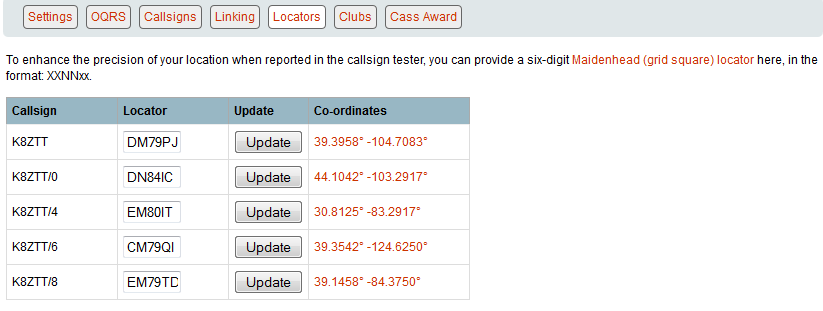 Settings OQRS Callsigns Linking Locators Clubs Cass Award
To enhance the precision of your location when reported in the callsign tester, you can provide a six-digit Maidenhead (grid square) locator here, in the
format: XXNNxx.
Callsign Locator Update Co-ordinates
K8ZTT DM79PJ Update 39.3958° -104.7083°
K8ZTT/0 DN84IC Update 44.1042° -103.2917°
K8ZTT/4 EM80IT Update 30.8125° -83.2917°
K8ZTT/6 CM79QI Update 39.3542° -124.6250°
K8ZTT/8 EM79TD Update 39.1458° -84.3750°